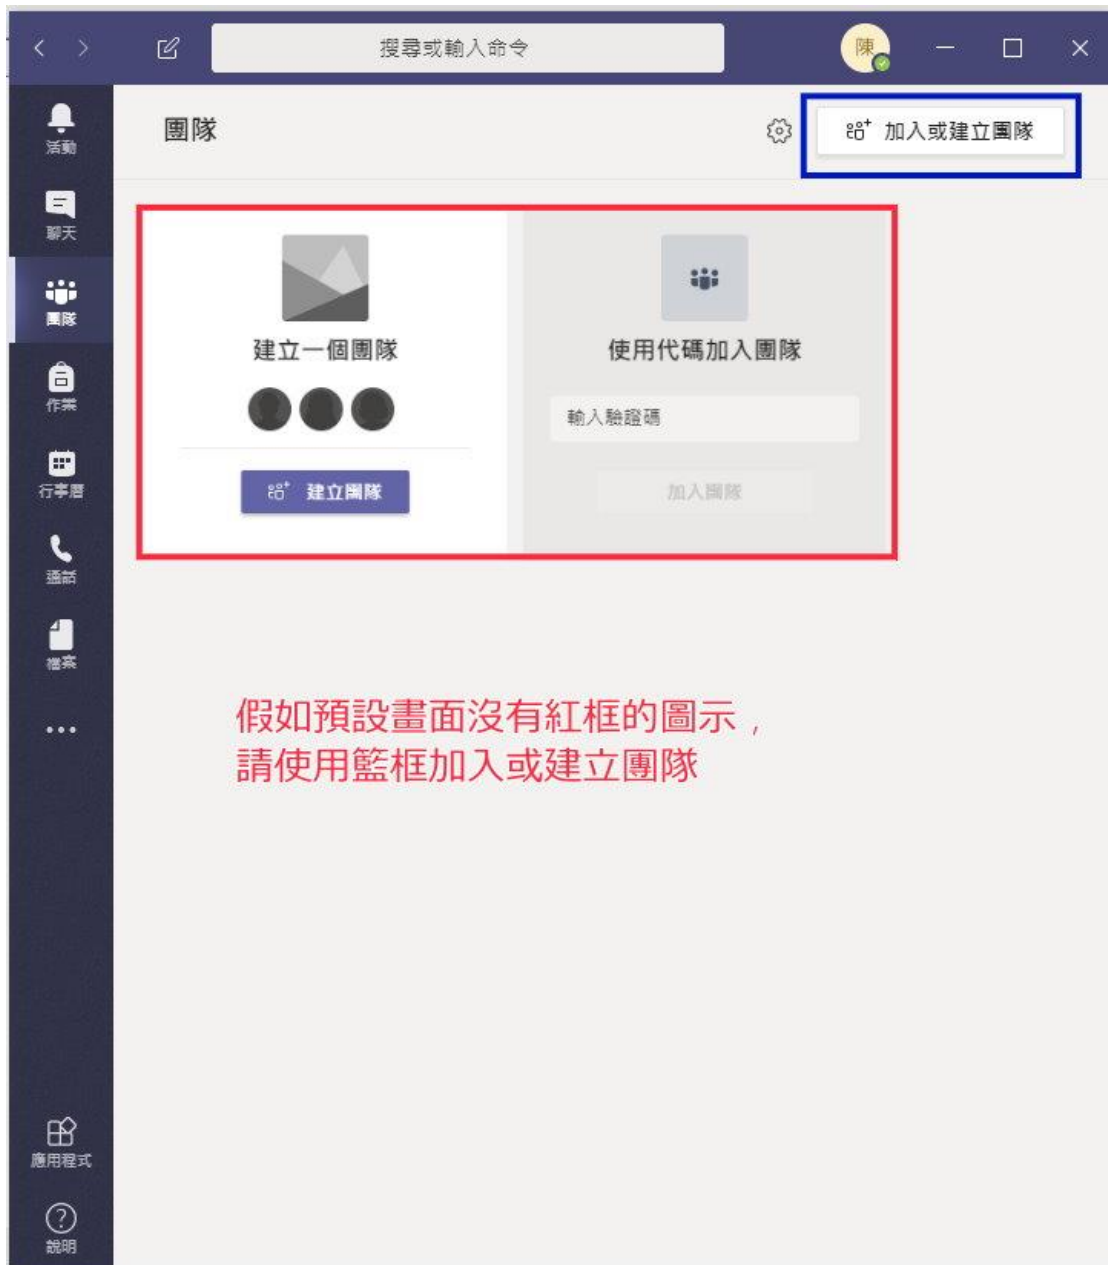 搜尋或輸入命令
陳
活動
聊天
團隊
作業
行事曆
通話
檔案
應用程式
說明
團隊
加入或建立團隊
建立一個團隊
建立團隊
使用代碼加入團隊
輸入驗證碼
加入團隊
假如預設畫面沒有紅框的圖示，
請使用籃框加入或建立團隊